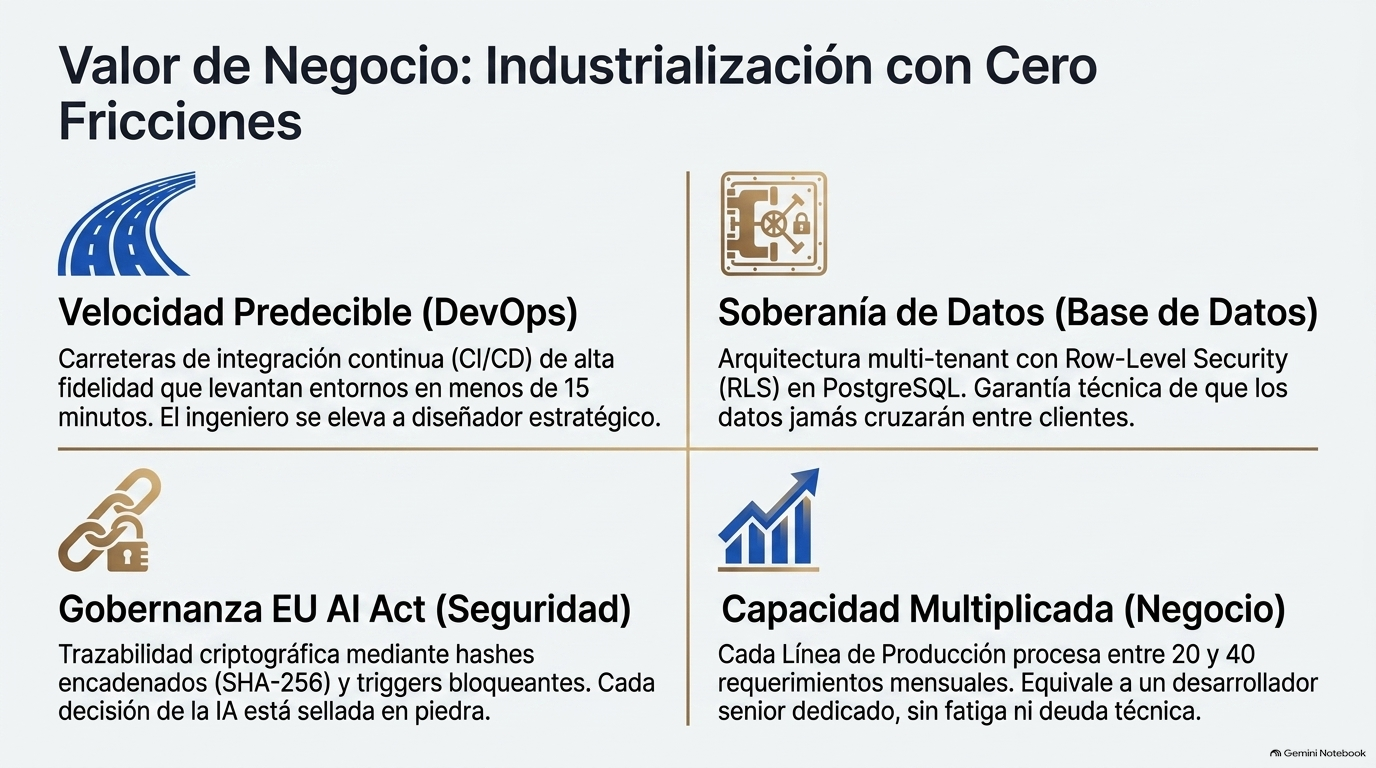 Valor de Negocio: Industrialización con Cero
Fricciones
Velocidad Predecible (DevOps)
Carreteras de integración continua (CI/CD) de alta
fidelidad que levantan entornos en menos de 15
minutos. El ingeniero se eleva a diseñador estratégico.
Soberanía de Datos (Base de Datos)
Arquitectura multi-tenant con Row-Level Security
(RLS) en PostgreSQL. Garantía técnica de que los
datos jamás cruzarán entre clientes.
Gobernanza EU AI Act (Seguridad)
Trazabilidad criptográfica mediante hashes
encadenados (SHA-256) y triggers bloqueantes. Cada
decisión de la IA está sellada en piedra.
Capacidad Multiplicada (Negocio)
Cada Línea de Producción procesa entre 20 y 40
requerimientos mensuales. Equivale a un desarrollador
senior dedicado, sin fatiga ni deuda técnica.
Gemini Notebook